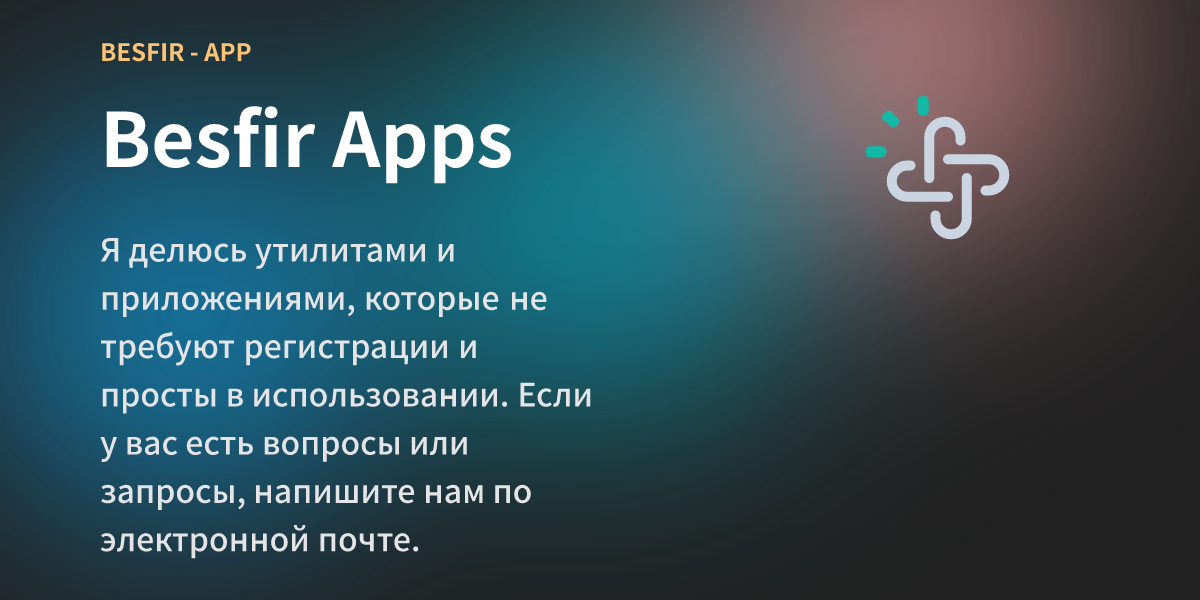 BESFIR - APP
Besfir Apps
Я делюсь утилитами и
приложениями, которые не
требуют регистрации и
просты в использовании. Если
у вас есть вопросы или
запросы, напишите нам по
электронной почте.